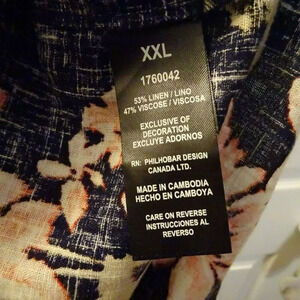 XXL
1760042
53% LINEN / LINO
47% VISCOSE / VISCOSA
EXCLUSIVE OF
DECORATION
EXCLUYE ADORNOS
RN: PHILHOBAR DESIGN
CANADA LTD.
MADE IN CAMBODIA
HECHO EN CAMBOYA
CARE ON REVERSE
INSTRUCCIONES AL
REVERSO